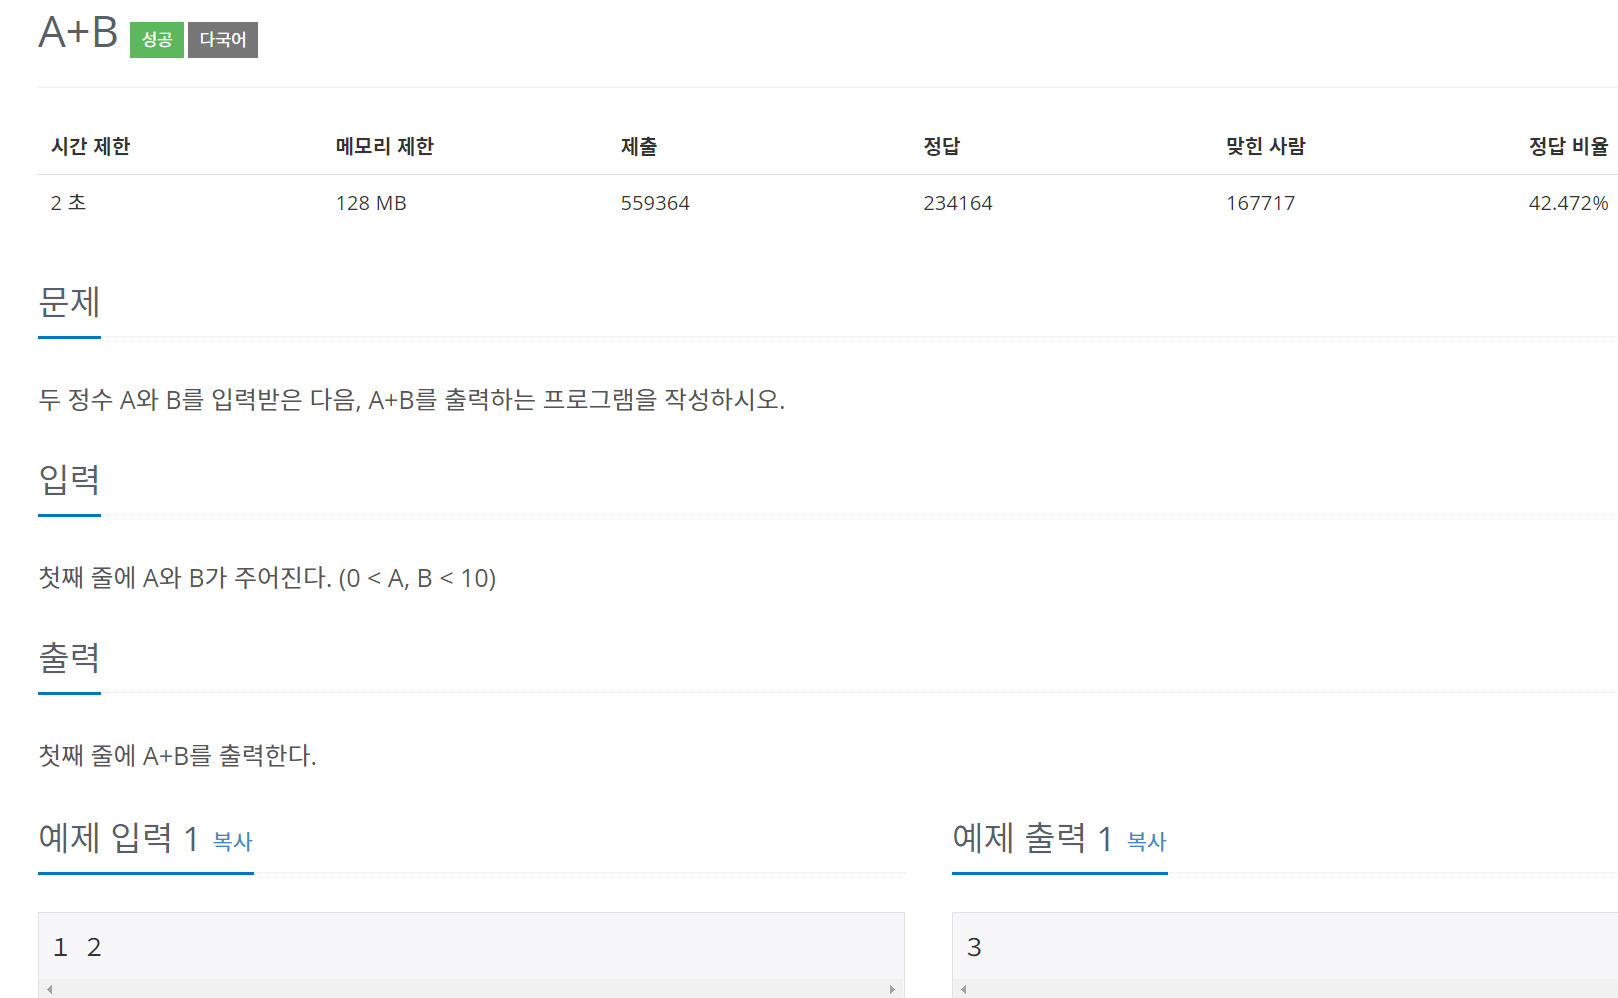 A+B 성공 다국어
시간 제한 메모리 제한 제출 정답 맞힌 사람 정답 비율
2 초 128 MB 559364 234164 167717 42.472%
문제
두 정수 A와 B를 입력받은 다음, A+B를 출력하는 프로그램을 작성하시오.
입력
첫째 줄에 A와 B가 주어진다. (0 < A, B < 10)
출력
첫째 줄에 A+B를 출력한다.
예제 입력 1 복사
1 2
예제 출력 1 복사
3